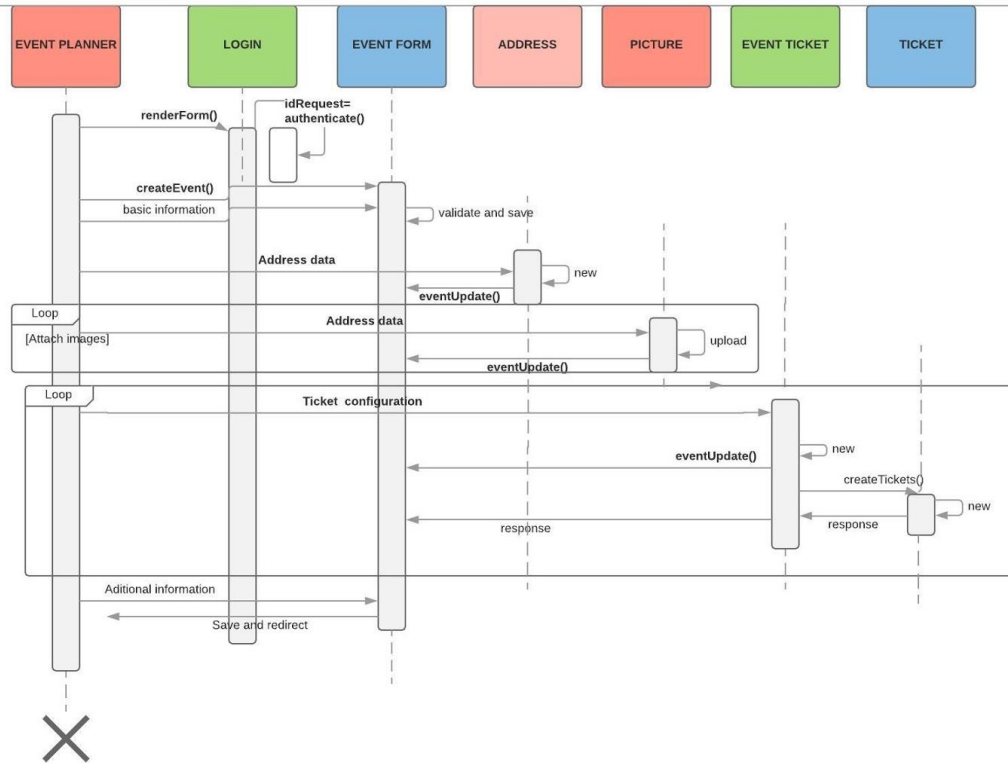 EVENT PLANNER
LOGIN
EVENT FORM
ADDRESS
PICTURE
EVENT TICKET
TICKET
idRequest=
authenticate()
renderForm()
createEvent()
basic information
validate and save
Address data
new
eventUpdate()
Loop
[Attach images]
Address data
upload
eventUpdate()
Loop
Ticket configuration
new
eventUpdate()
createTickets()
new
response
response
Aditional information
Save and redirect